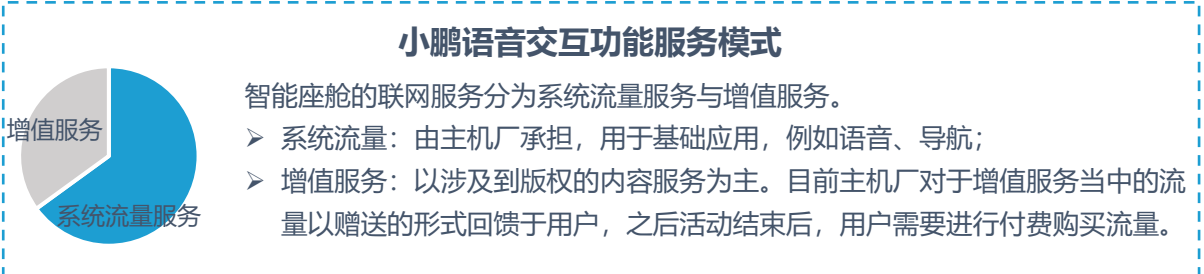 小鹏语音交互功能服务模式
增值服务
系统流量服务
智能座舱的联网服务分为系统流量服务与增值服务。
➢ 系统流量：由主机厂承担，用于基础应用，例如语音、导航；
➢ 增值服务：以涉及到版权的内容服务为主。目前主机厂对于增值服务当中的流
量以赠送的形式回馈于用户，之后活动结束后，用户需要进行付费购买流量。